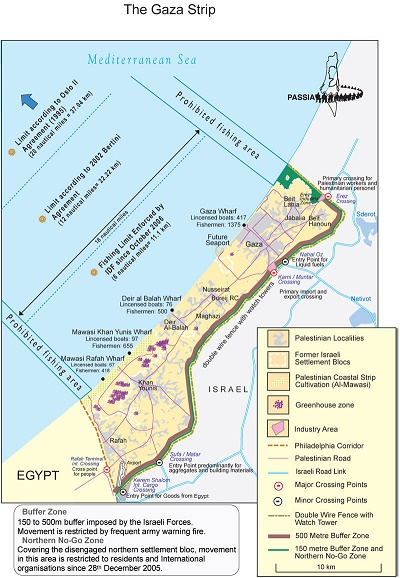 The Gaza Strip
Mediterranean Sea
PASSIA
Prohibited fishing area
Limit according to Oslo II
Agreement (1995)
(20 nautical miles = 37.04 km)
Limit according to 2002 Bertini
Agreement
(12 nautical miles = 22.22 km)
16 nautical miles
Fishing Limit Enforced by
IDF since October 2006
(6 nautical miles = 11.1 km)
Prohibited fishing area
Primary crossing for
Palestinian workers and
humanitarian personel
Erez
Crossing
Beit
Lahia
Jabalia
Beit
Hanoun
Sderot
Gaza Wharf
Licensed boats: 417
Fishermen: 1375
Gaza
Future
Seaport
Nahal Oz
Entry Point for
Liquid fuels
Karni / Muntar
Crossing
Primary import and
export crossing
Netivot
Nusseirat
Bureij RC
Deir al Balah Wharf
Licensed boats: 76
Fishermen: 500
Deir
Al-Balah
Maghazi
double wire fence with watch towers
Mawasi Khan Yunis Wharf
Licensed boats: 97
Fishermen: 655
Mawasi Rafah Wharf
Licensed boats: 67
Fishermen: 416
Khan
Younis
ISRAEL
Rafah
Sufa / Matar
Crossing
Entry Point predominantly for
aggregates and building materials
Rafah Terminal
Int. Crossing
Cross point
for people
Airport
Kerem Shalom
Int. Cargo
Crossing
Entry Point for Goods from Egypt
EGYPT
Palestinian Localities
Former Israeli
Settlement Blocs
Palestinian Coastal Strip
Cultivation (Al-Mawasi)
Greenhouse zone
Industry Area
Philadelphia Corridor
Palestinian Road
Israeli Road Link
Major Crossing Points
Minor Crossing Points
Double Wire Fence with
Watch Tower
500 Metre Buffer Zone
150 metre Buffer Zone and
Northern No-Go Zone
10 km
Buffer Zone
150 to 500m buffer imposed by the Israeli Forces.
Movement is restricted by frequent army warning fire.
Northern No-Go Zone
Covering the disengaged northern settlement bloc, movement
in this area is restricted to residents and International
organisations since 28th December 2005.